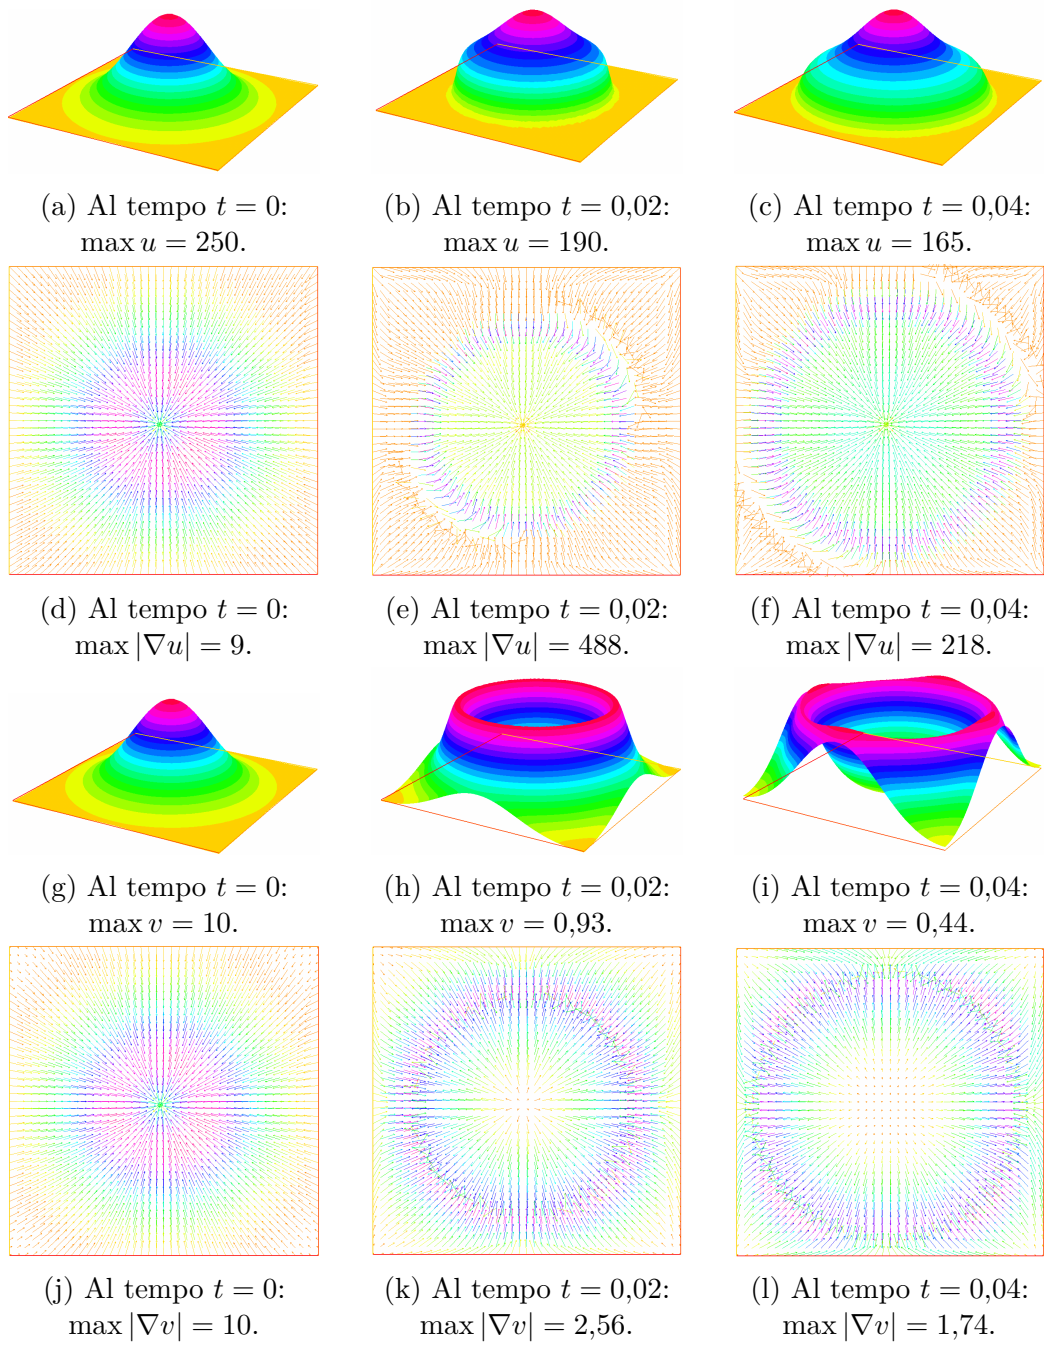 (a) Al tempo t = 0:
max u = 250.
(b) Al tempo t = 0,02:
max u = 190.
(c) Al tempo t = 0,04:
max u = 165.
(d) Al tempo t = 0:
max |∇u| = 9.
(e) Al tempo t = 0,02:
max |∇u| = 488.
(f) Al tempo t = 0,04:
max |∇u| = 218.
(g) Al tempo t = 0:
max v = 10.
(h) Al tempo t = 0,02:
max v = 0,93.
(i) Al tempo t = 0,04:
max v = 0,44.
(j) Al tempo t = 0:
max |∇v| = 10.
(k) Al tempo t = 0,02:
max |∇v| = 2,56.
(l) Al tempo t = 0,04:
max |∇v| = 1,74.